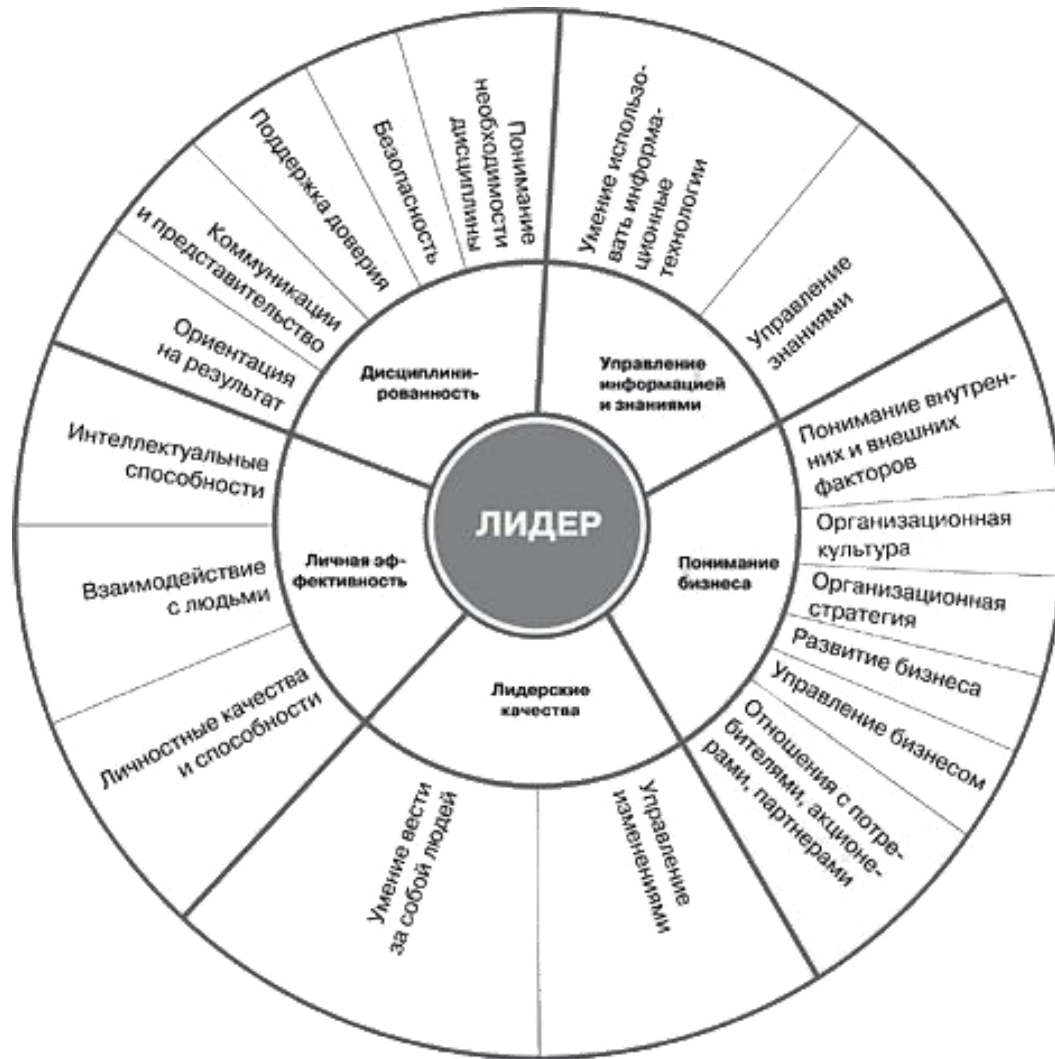 ЛИДЕР
Дисциплини-
рованность
Управление
информацией
и знаниями
Понимание
бизнеса
Лидерские
качества
Личная эф-
фективность
Ориентация
на результат
Коммуникации
и представительство
Поддержка доверия
Безопасность
Понимание
необходимости
дисциплины
Умение использо-
вать информа-
ционные
технологии
Управление
знаниями
Понимание внутрен-
них и внешних
факторов
Организационная
культура
Организационная
стратегия
Развитие бизнеса
Управление бизнесом
Отношения с потре-
бителями, акционе-
рами, партнерами
Управление
изменениями
Умение вести
за собой людей
Личностные качества
и способности
Взаимодействие
с людьми
Интеллектуальные
способности